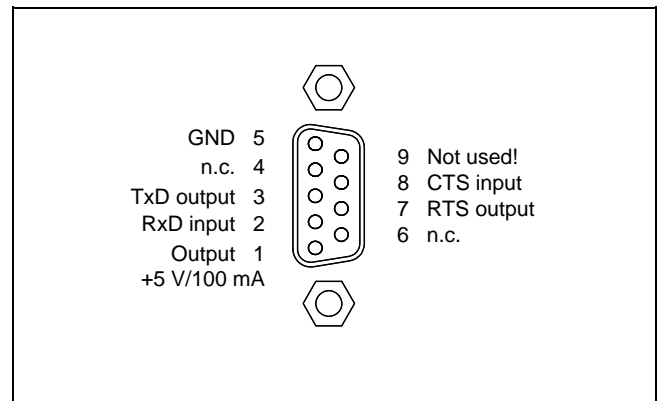 GND 5
n.c. 4
TxD output 3
RxD input 2
Output 1
+5 V/100 mA
9 Not used!
8 CTS input
7 RTS output
6 n.c.